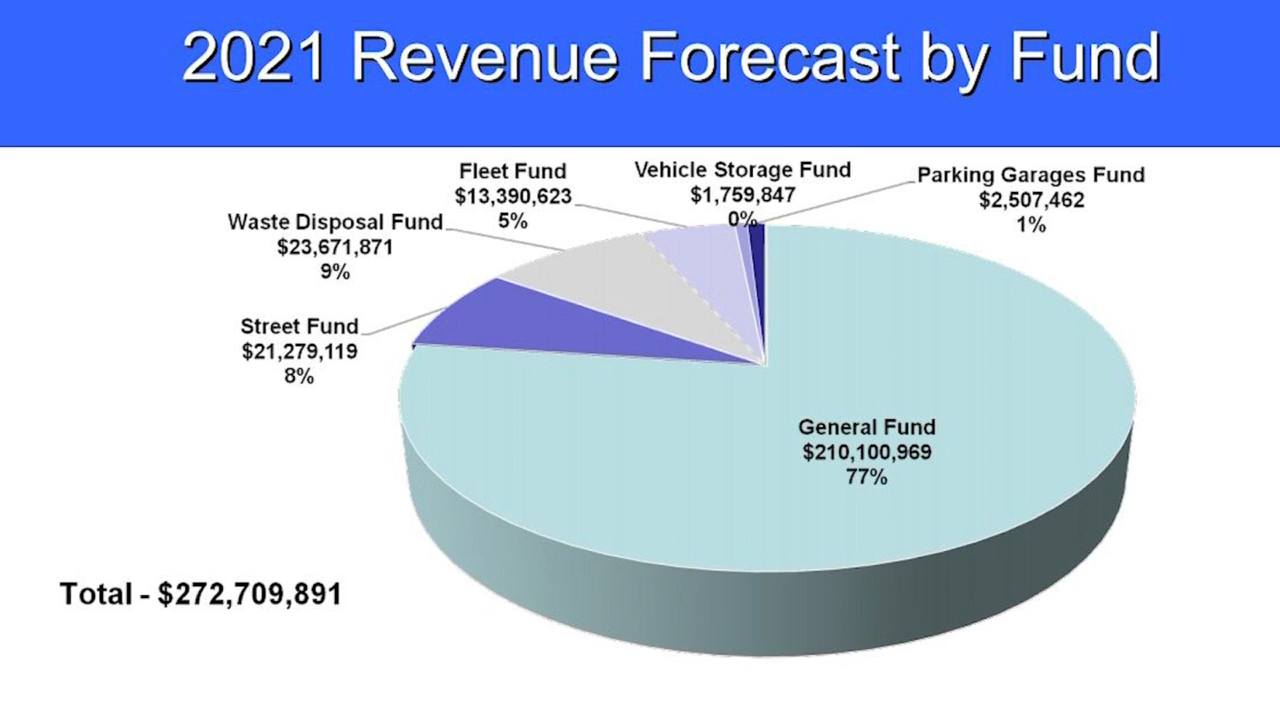 2021 Revenue Forecast by Fund
Fleet Fund
$13,390,623
5%
Vehicle Storage Fund
$1,759,847
0%
Parking Garages Fund
$2,507,462
1%
Waste Disposal Fund
$23,671,871
9%
Street Fund
$21,279,119
8%
General Fund
$210,100,969
77%
Total - $272,709,891